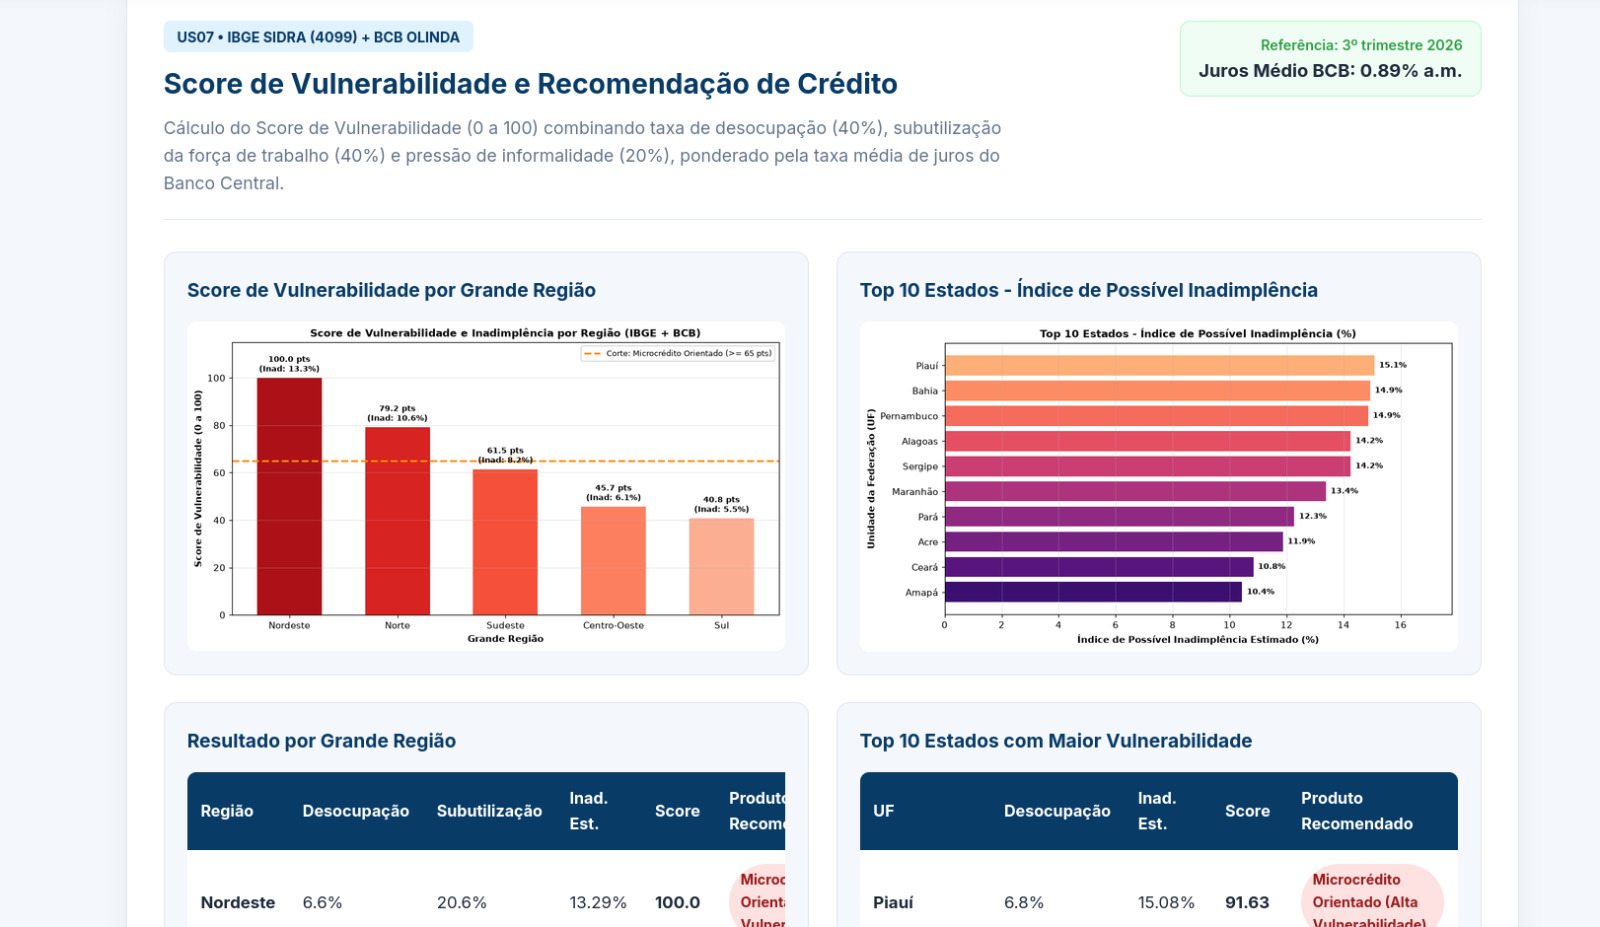 US07 • IBGE SIDRA (4099) + BCB OLINDA
Score de Vulnerabilidade e Recomendação de Crédito
Cálculo do Score de Vulnerabilidade (0 a 100) combinando taxa de desocupação (40%), subutilização
da força de trabalho (40%) e pressão de informalidade (20%), ponderado pela taxa média de juros do
Banco Central.
Referência: 3º trimestre 2026
Juros Médio BCB: 0.89% a.m.
Score de Vulnerabilidade por Grande Região
Score de Vulnerabilidade e Inadimplência por Região (IBGE + BCB)
Corte: Microcrédito Orientado (>= 65 pts)
Score de Vulnerabilidade (0 a 100)
100
80
60
40
20
0
100.0 pts
(Inad: 13.3%)
79.2 pts
(Inad: 10.6%)
61.5 pts
(Inad: 8.2%)
45.7 pts
(Inad: 6.1%)
40.8 pts
(Inad: 5.5%)
Nordeste
Norte
Sudeste
Centro-Oeste
Sul
Grande Região
Top 10 Estados - Índice de Possível Inadimplência
Top 10 Estados - Índice de Possível Inadimplência (%)
Unidade da Federação (UF)
Piauí 15.1%
Bahia 14.9%
Pernambuco 14.9%
Alagoas 14.2%
Sergipe 14.2%
Maranhão 13.4%
Pará 12.3%
Acre 11.9%
Ceará 10.8%
Amapá 10.4%
0 2 4 6 8 10 12 14 16
Índice de Possível Inadimplência Estimado (%)
Resultado por Grande Região
Região Desocupação Subutilização Inad. Est. Score Produto Recom
Nordeste 6.6% 20.6% 13.29% 100.0 Microc Orienta Vulner
Top 10 Estados com Maior Vulnerabilidade
UF Desocupação Inad. Est. Score Produto Recomendado
Piauí 6.8% 15.08% 91.63 Microcrédito Orientado (Alta Vulnerabilidade)